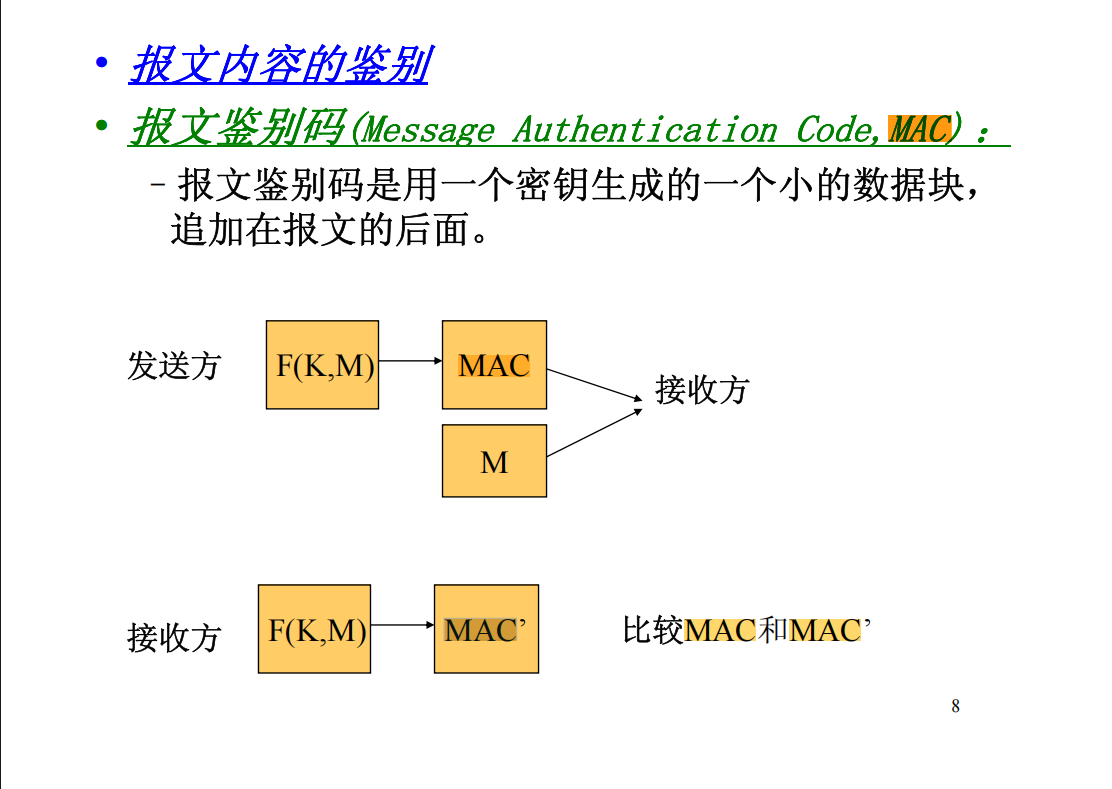 • 报文内容的鉴别
• 报文鉴别码(Message Authentication Code,MAC)：
– 报文鉴别码是用一个密钥生成的一个小的数据块，
追加在报文的后面。
发送方 F(K,M) MAC 接收方
M
接收方 F(K,M) MAC’ 比较MAC和MAC’
8